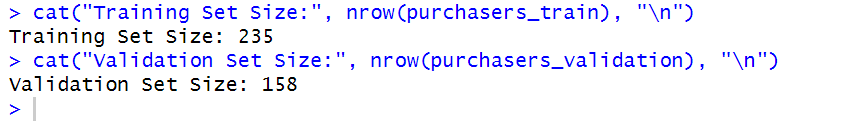 > cat("Training Set Size:", nrow(purchasers_train), "\n")
Training Set Size: 235
> cat("Validation Set Size:", nrow(purchasers_validation), "\n")
Validation Set Size: 158
>